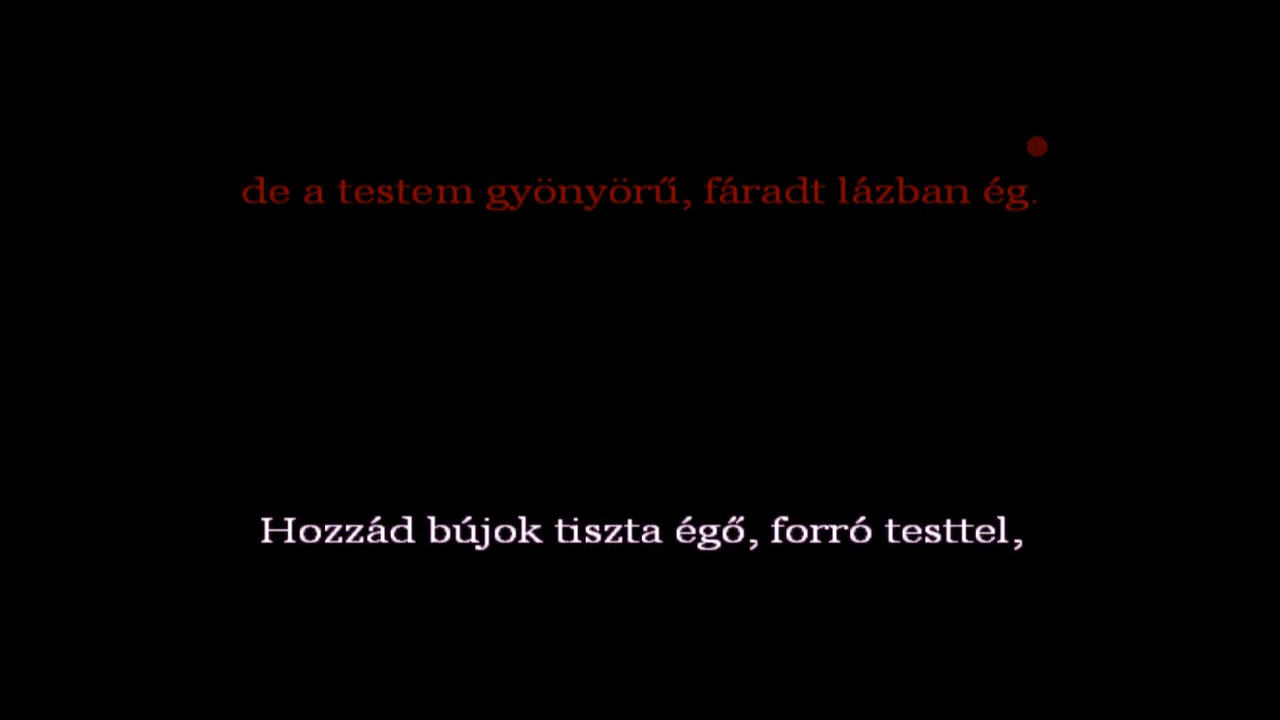 de a testem gyönyörű, fáradt lázban ég.
Hozzád bújok tiszta égő, forró testtel,